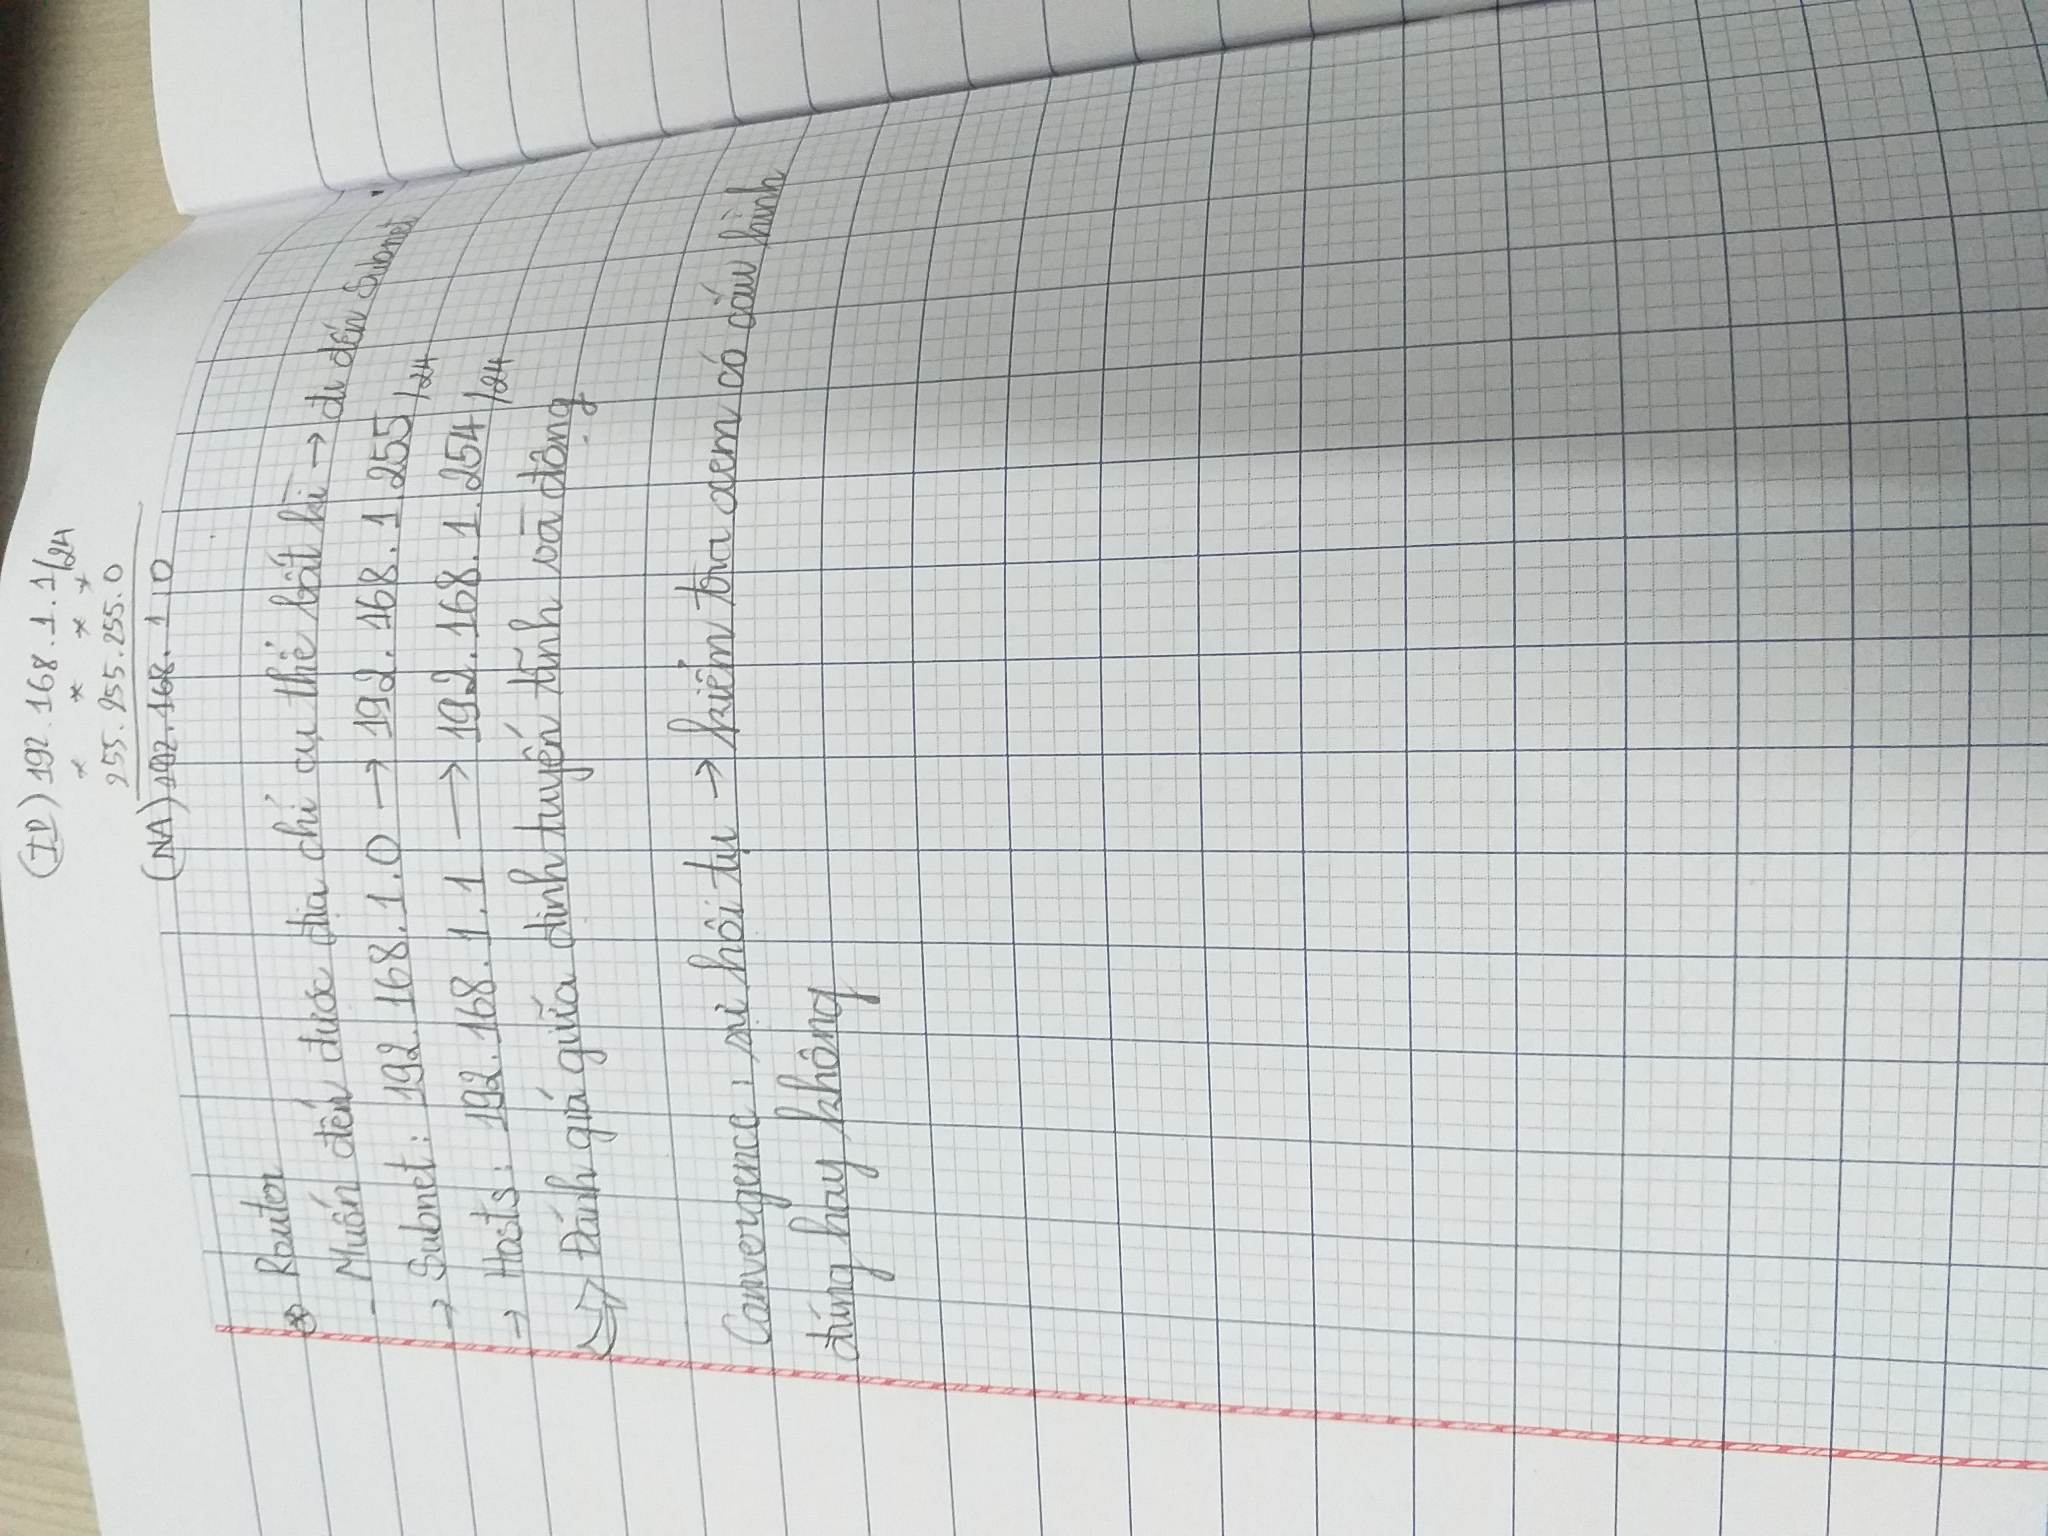 (IP) 192.168.1.1/24
* * * *
255.255.255.0
(NA) 192.168.1.0
⊛ Router
- Muốn đến được địa chỉ cụ thể bất kì → đi đến Subnet
→ Subnet: 192.168.1.0 → 192.168.1.255/24
→ Hosts: 192.168.1.1 → 192.168.1.254/24
↪ Đánh giá giữa định tuyến tĩnh và động
Convergence: sự hội tụ → kiểm tra xem có cấu hình
đúng hay không